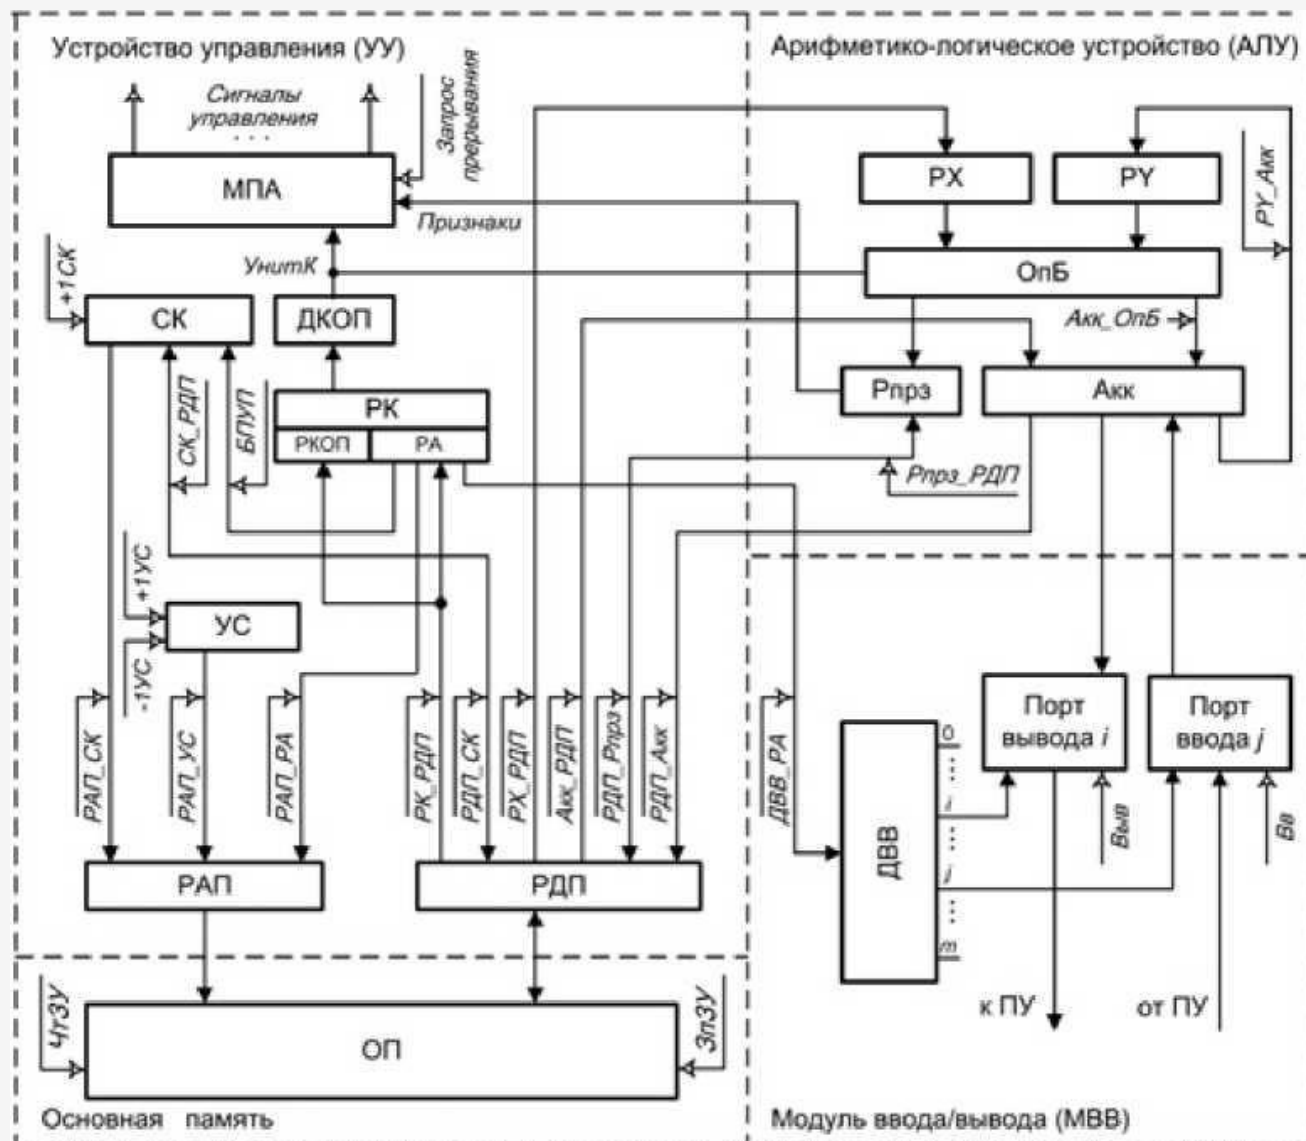 Устройство управления (УУ)
Арифметико-логическое устройство (АЛУ)
Сигналы
управления
. . .
Запрос
прерывания
МПА
Признаки
РХ
РY
PY_Акк
УнитК
ОпБ
+1СК
СК
ДКОП
Акк_ОпБ
РК
РКОП
РА
Рпрз
Акк
СК_РДП
БПУП
Рпрз_РДП
+1УС
УС
-1УС
РАП_СК
РАП_УС
РАП_РА
РК_РДП
РДП_СК
РХ_РДП
Акк_РДП
РДП_Рпрз
РДП_Акк
ДВВ_РА
Порт
вывода i
Порт
ввода j
0
i
j
m
ДВВ
Выв
Вв
РАП
РДП
к ПУ
от ПУ
ЧтЗУ
ОП
ЗпЗУ
Основная память
Модуль ввода/вывода (МВВ)